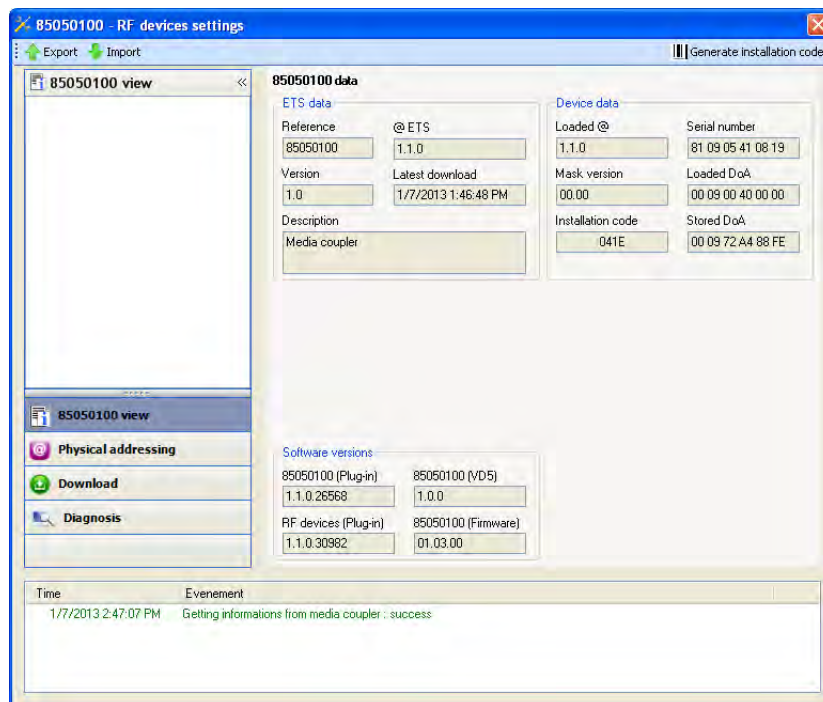 85050100 - RF devices settings
Export Import Generate installation code
85050100 view «
85050100 data
ETS data
Reference @ ETS
85050100 1.1.0
Version Latest download
1.0 1/7/2013 1:46:48 PM
Description
Media coupler
Device data
Loaded @ Serial number
1.1.0 81 09 05 41 08 19
Mask version Loaded DoA
00.00 00 09 00 40 00 00
Installation code Stored DoA
041E 00 09 72 A4 88 FE
85050100 view
Physical addressing
Download
Diagnosis
Software versions
85050100 (Plug-in) 85050100 (VD5)
1.1.0.26568 1.0.0
RF devices (Plug-in) 85050100 (Firmware)
1.1.0.30982 01.03.00
Time Evenement
1/7/2013 2:47:07 PM Getting informations from media coupler : success